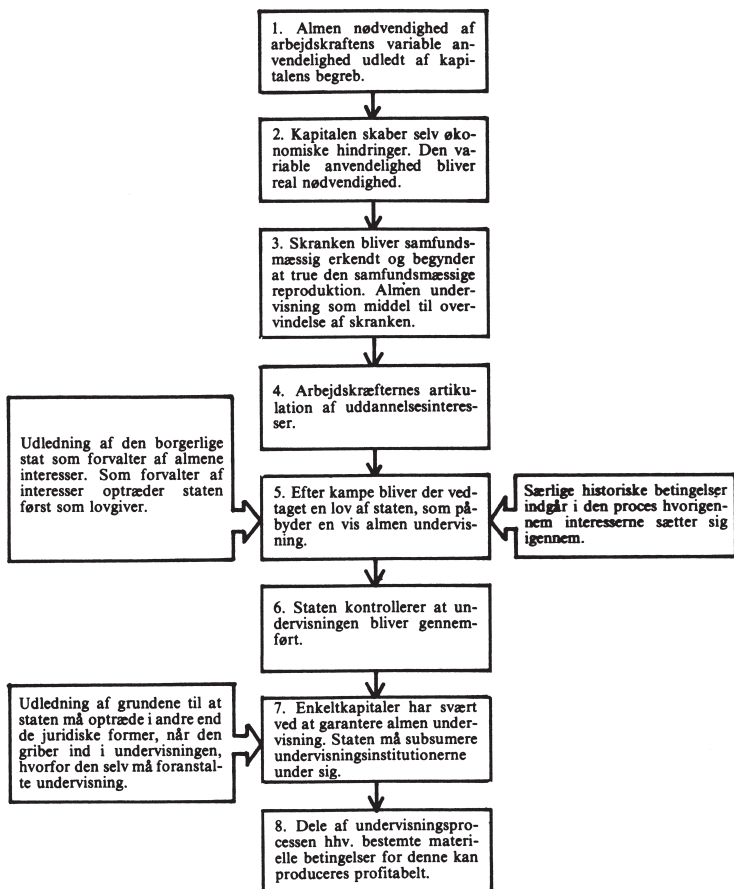 1. Almen nødvendighed af
arbejdskraftens variable an-
vendelighed udledt af kapi-
talens begreb.
2. Kapitalen skaber selv øko-
nomiske hindringer. Den va-
riable anvendelighed bliver
real nødvendighed.
3. Skranken bliver samfunds-
mæssig erkendt og begynder
at true den samfundsmæssige
reproduktion. Almen under-
visning som middel til over-
vindelse af skranken.
4. Arbejdskræfternes artiku-
lation af uddannelsesinteres-
ser.
Udledning af den borgerlige
stat som forvalter af almene
interesser. Som forvalter af
interesser optræder staten
først som lovgiver.
5. Efter kampe bliver der ved-
taget en lov af staten, som på-
byder en vis almen undervis-
ning.
Særlige historiske betingelser
indgår i den proces hvorigen-
nem interesserne sætter sig
igennem.
6. Staten kontrollerer at un-
dervisningen bliver gennem-
ført.
Udledning af grundene til at
staten må optræde i andre end
de juridiske former, når den
griber ind i undervisningen,
hvorfor den selv må foranstal-
te undervisning.
7. Enkeltkapitaler har svært
ved at garantere almen under-
visning. Staten må subsumere
undervisningsinstitutionerne
under sig.
8. Dele af undervisningspro-
cessen hhv. bestemte materi-
elle betingelser for denne kan
produceres profitabelt.